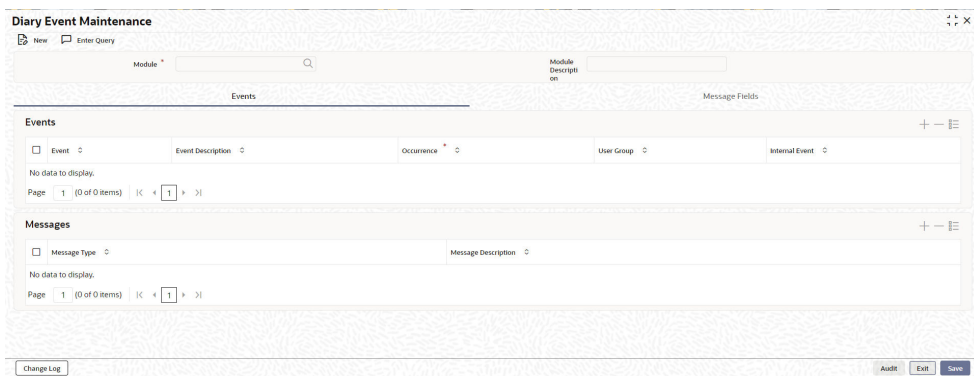 Diary Event Maintenance
New Enter Query
Module * Module Descripti on
Events Message Fields
Events
Event Event Description Occurrence * User Group Internal Event
No data to display.
Page 1 (0 of 0 items) 1
Messages
Message Type Message Description
No data to display.
Page 1 (0 of 0 items) 1
Change Log Audit Exit Save